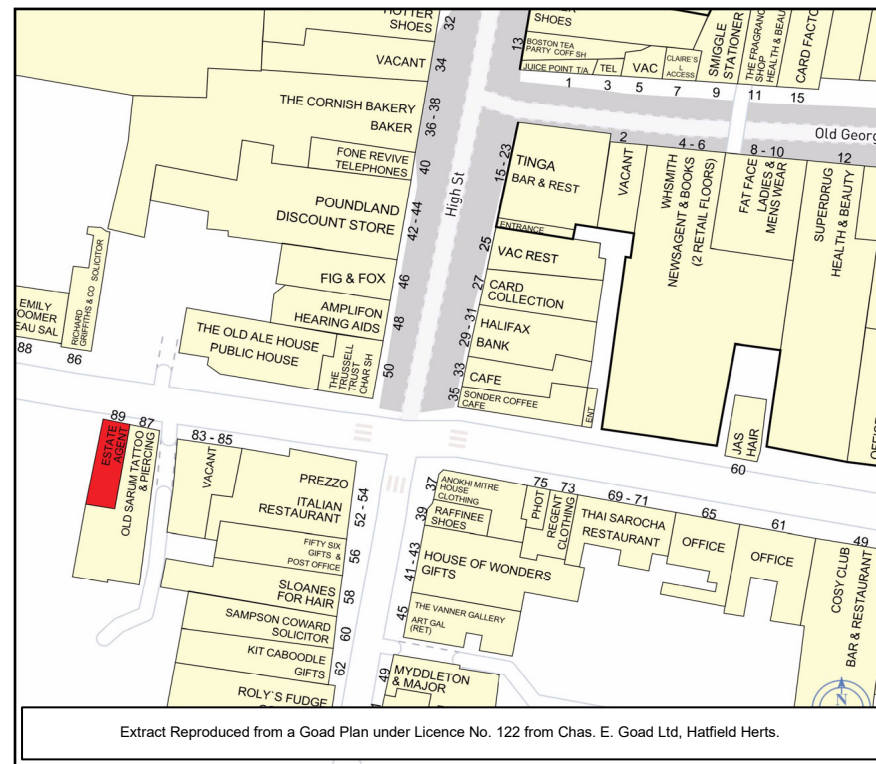 HOTTER
SHOES
32
VACANT
34
THE CORNISH BAKERY
BAKER
36 - 38
FONE REVIVE
TELEPHONES
40
POUNDLAND
DISCOUNT STORE
42 - 44
FIG & FOX
46
AMPLIFON
HEARING AIDS
48
THE OLD ALE HOUSE
PUBLIC HOUSE
THE
TRUSSELL
TRUST
CHAR SH
50
RICHARD
GRIFFITHS & CO SOLICITOR
EMILY
88
86
High St
SHOES
13
BOSTON TEA
PARTY COFF SH
JUICE POINT T/A
TEL
VAC
CLAIRE'S
L
ACCESS
SMIGGLE
STATIONER
THE FRAGRANC
SHOP
HEALTH & BEAU
CARD FACTO
1
3
5
7
9
11
15
Old Georg
15 - 23
TINGA
BAR & REST
ENTRANCE
2
VACANT
4 - 6
WHSMITH
NEWSAGENT & BOOKS
(2 RETAIL FLOORS)
8 - 10
FAT FACE
LADIES &
MENS WEAR
12
SUPERDRUG
HEALTH & BEAUTY
25
VAC REST
27
CARD
COLLECTION
29 - 31
HALIFAX
BANK
33
CAFE
35
SONDER COFFEE
CAFE
ENT
JAS
HAIR
60
OFFICE
89
ESTATE
AGENT
87
OLD SARUM TATTOO
& PIERCING
83 - 85
VACANT
PREZZO
ITALIAN
RESTAURANT
52 - 54
FIFTY SIX
GIFTS &
POST OFFICE
56
SLOANES
FOR HAIR
58
SAMPSON COWARD
SOLICITOR
60
KIT CABOODLE
GIFTS
62
ROLY`S FUDGE
37
ANOKHI MITRE
HOUSE
CLOTHING
39
RAFFINEE
SHOES
41 - 43
HOUSE OF WONDERS
GIFTS
45
THE VANNER GALLERY
ART GAL
(RET)
49
MYDDLETON
& MAJOR
75
PHOT
73
REGENT
CLOTHING
69 - 71
THAI SAROCHA
RESTAURANT
65
OFFICE
61
OFFICE
49
COSY CLUB
BAR & RESTAURANT
N
Extract Reproduced from a Goad Plan under Licence No. 122 from Chas. E. Goad Ltd, Hatfield Herts.